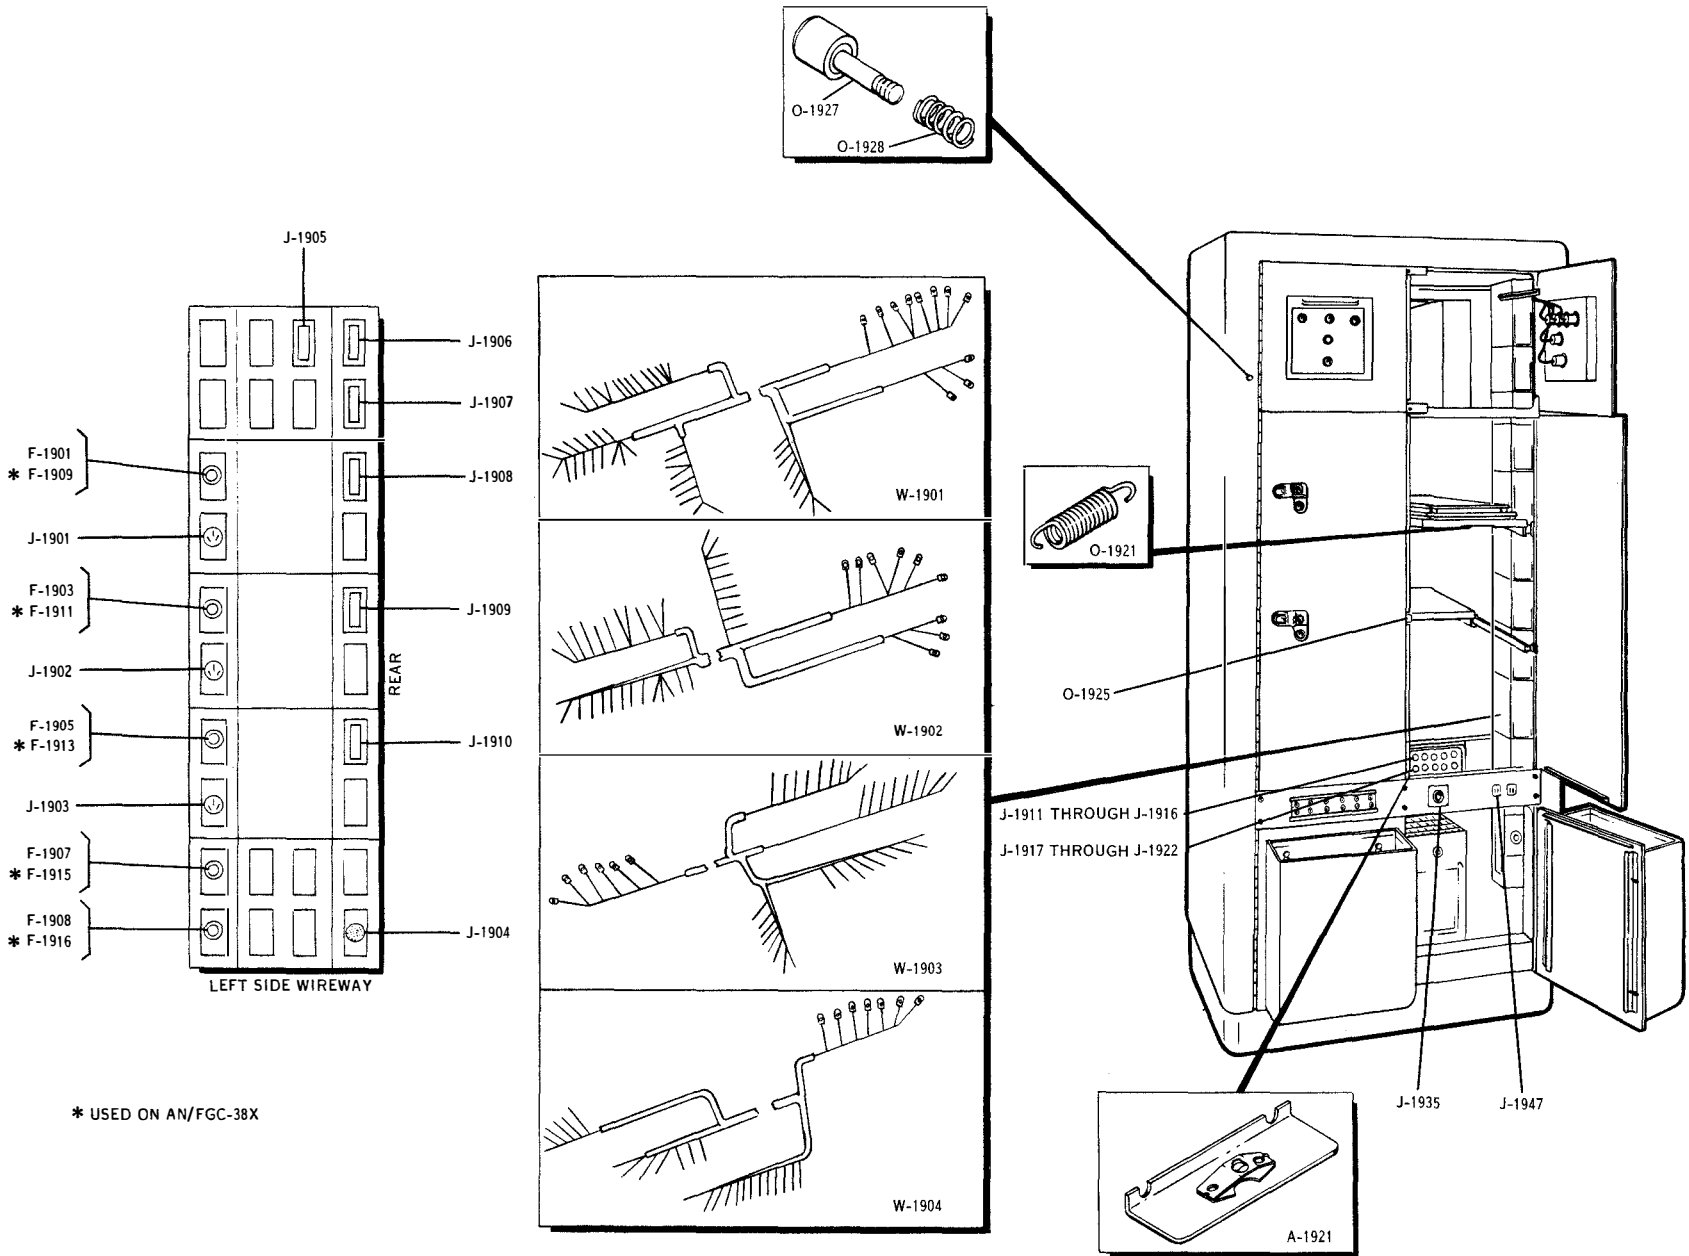 O-1927
O-1928
J-1905
J-1906
J-1907
F-1901
* F-1909
J-1908
J-1901
F-1903
* F-1911
J-1909
J-1902
REAR
F-1905
* F-1913
J-1910
J-1903
F-1907
* F-1915
F-1908
* F-1916
J-1904
LEFT SIDE WIREWAY
* USED ON AN/FGC-38X
W-1901
W-1902
W-1903
W-1904
O-1921
O-1925
J-1911 THROUGH J-1916
J-1917 THROUGH J-1922
J-1935
J-1947
A-1921